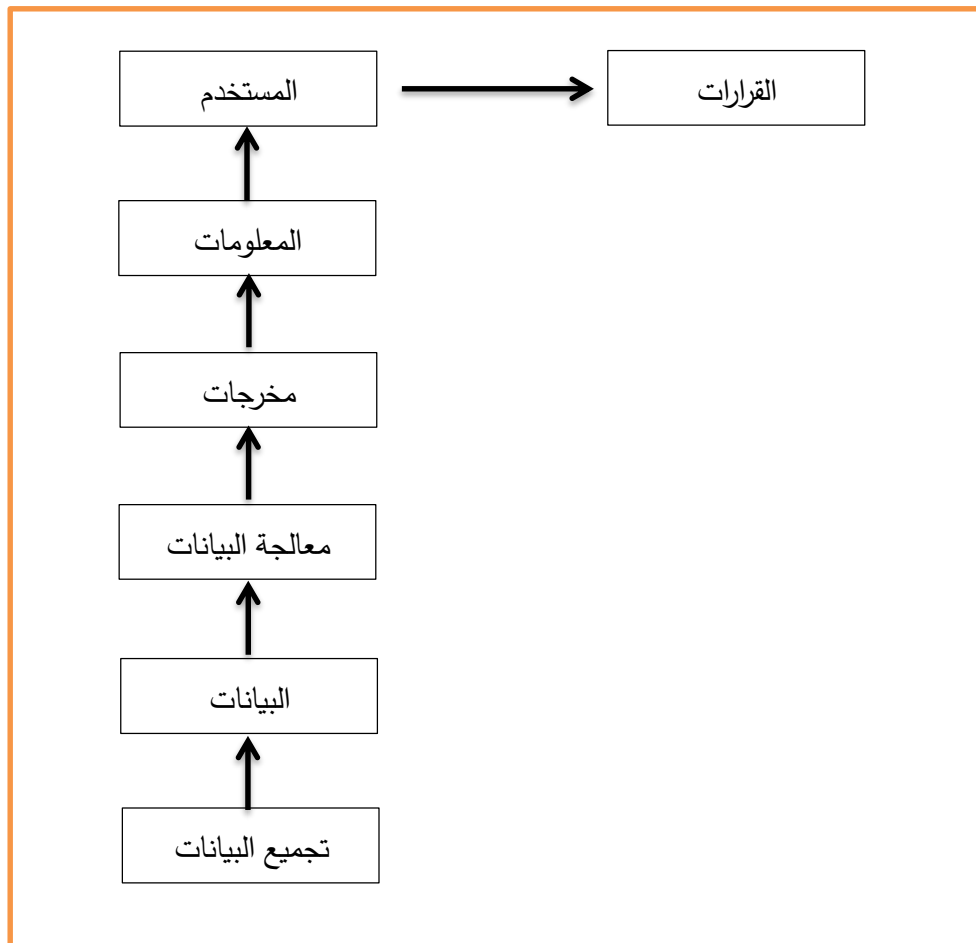 المستخدم
القرارات
المعلومات
مخرجات
معالجة البيانات
البيانات
تجميع البيانات